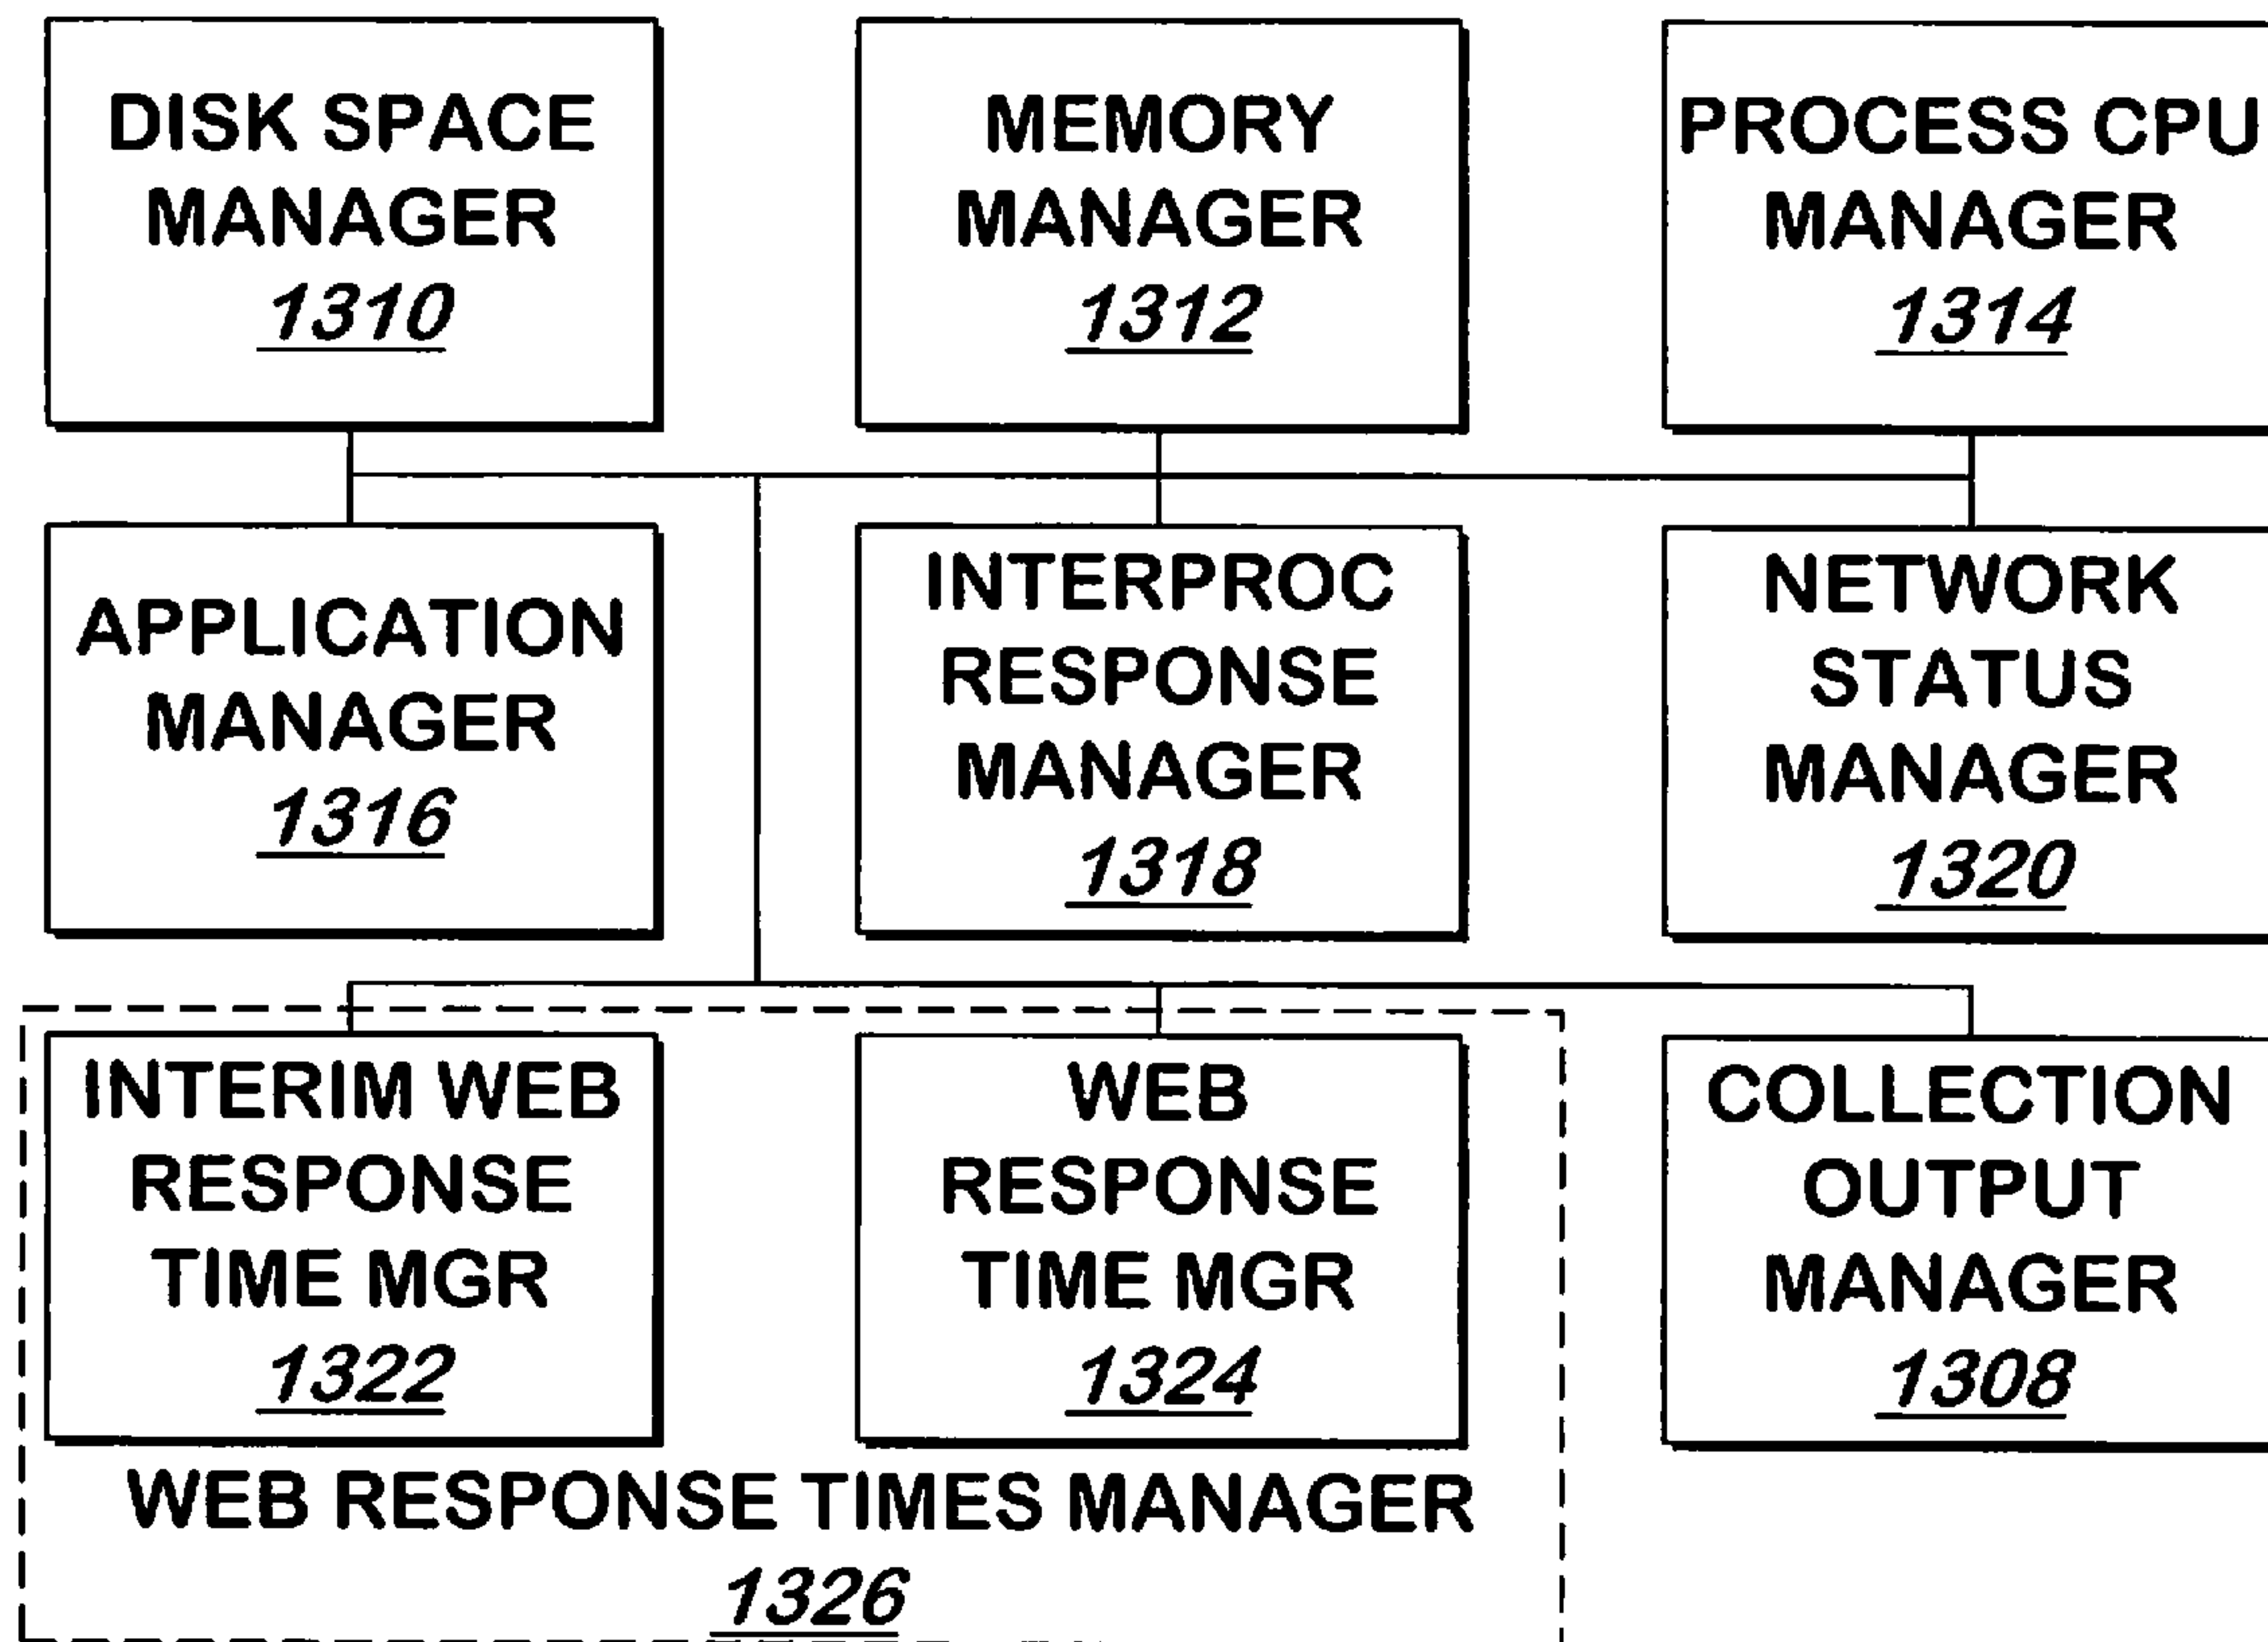 DISK SPACE
MANAGER
1310
MEMORY
MANAGER
1312
PROCESS CPU
MANAGER
1314
APPLICATION
MANAGER
1316
INTERPROC
RESPONSE
MANAGER
1318
NETWORK
STATUS
MANAGER
1320
INTERIM WEB
RESPONSE
TIME MGR
1322
WEB
RESPONSE
TIME MGR
1324
COLLECTION
OUTPUT
MANAGER
1308
WEB RESPONSE TIMES MANAGER
1326